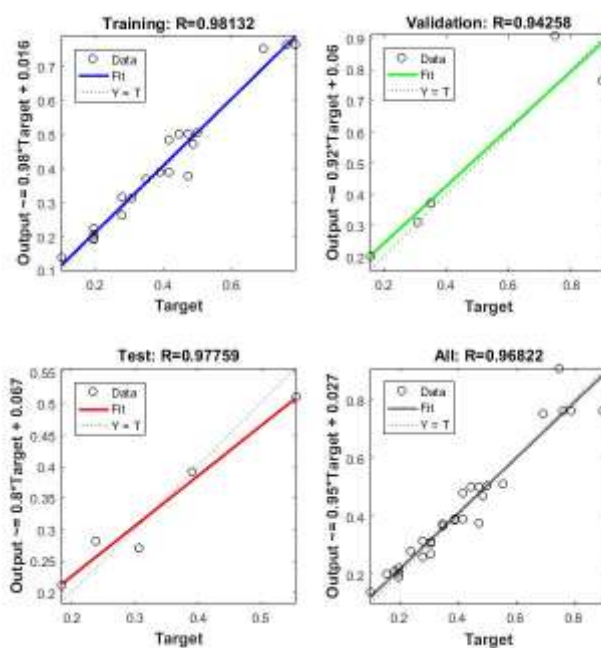 Training: R=0.98132
Output ~= 0.98*Target + 0.016
Data
Fit
Y = T
0.7
0.6
0.5
0.4
0.3
0.2
0.1
0.2 0.4 0.6
Target
Validation: R=0.94258
Output ~= 0.92*Target + 0.06
Data
Fit
Y = T
0.9
0.8
0.7
0.6
0.5
0.4
0.3
0.2
0.2 0.4 0.6 0.8
Target
Test: R=0.97759
Output ~= 0.8*Target + 0.067
Data
Fit
Y = T
0.55
0.5
0.45
0.4
0.35
0.3
0.25
0.2
0.2 0.3 0.4 0.5
Target
All: R=0.96822
Output ~= 0.95*Target + 0.027
Data
Fit
Y = T
0.8
0.6
0.4
0.2
0.2 0.4 0.6 0.8
Target